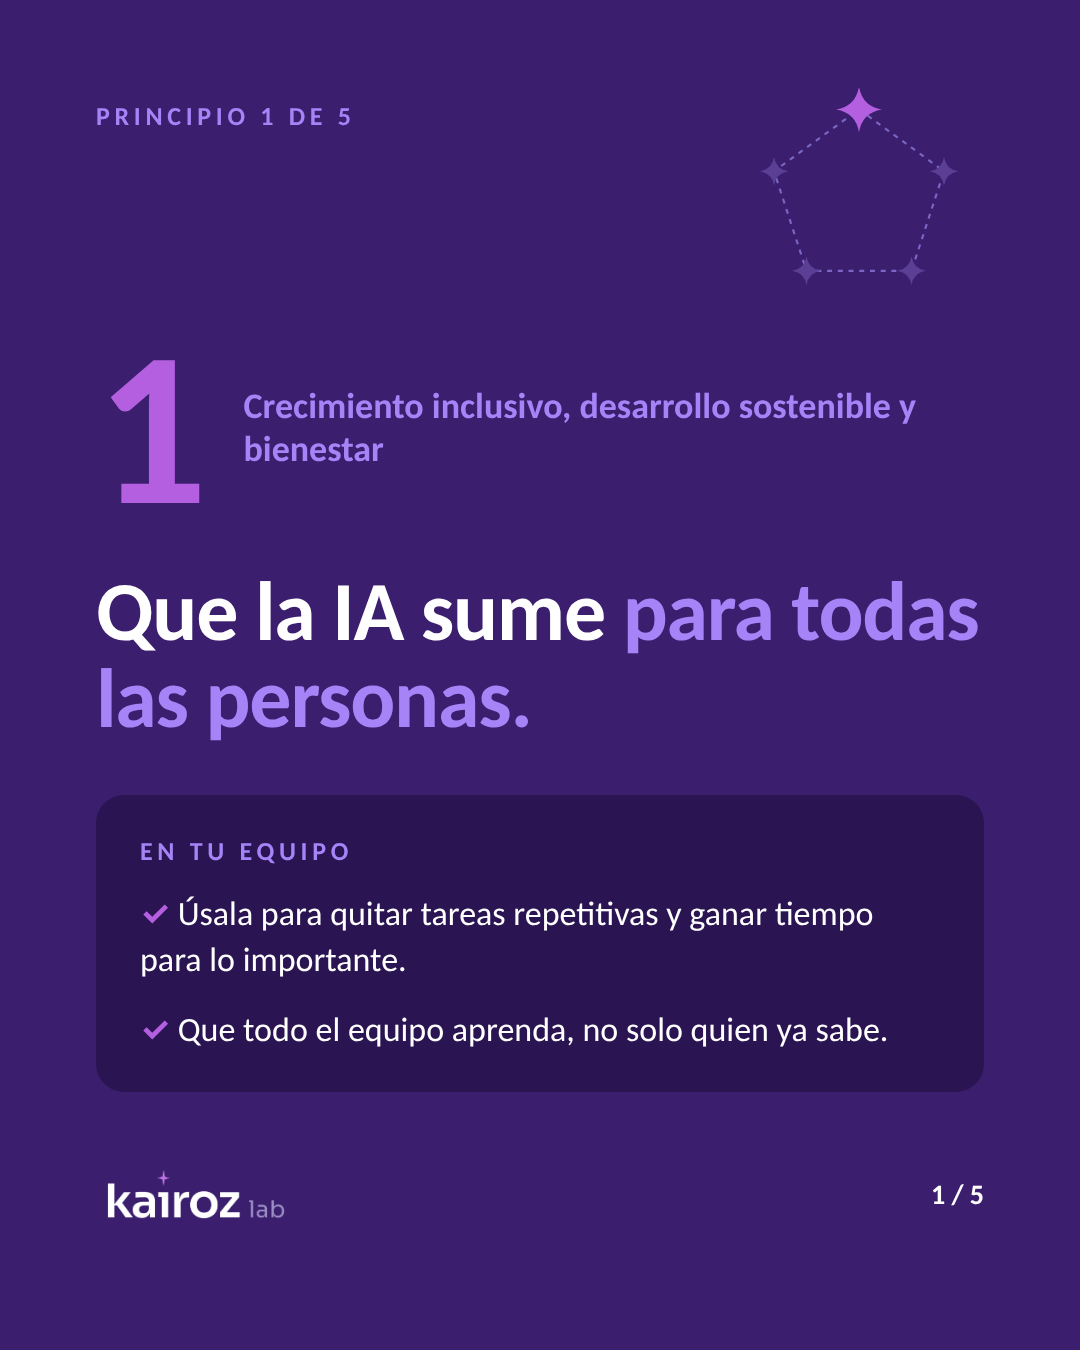 PRINCIPIO 1 DE 5
1
Crecimiento inclusivo, desarrollo sostenible y
bienestar
Que la IA sume para todas
las personas.
EN TU EQUIPO
✓ Úsala para quitar tareas repetitivas y ganar tiempo
para lo importante.
✓ Que todo el equipo aprenda, no solo quien ya sabe.
kairoz lab
1 / 5